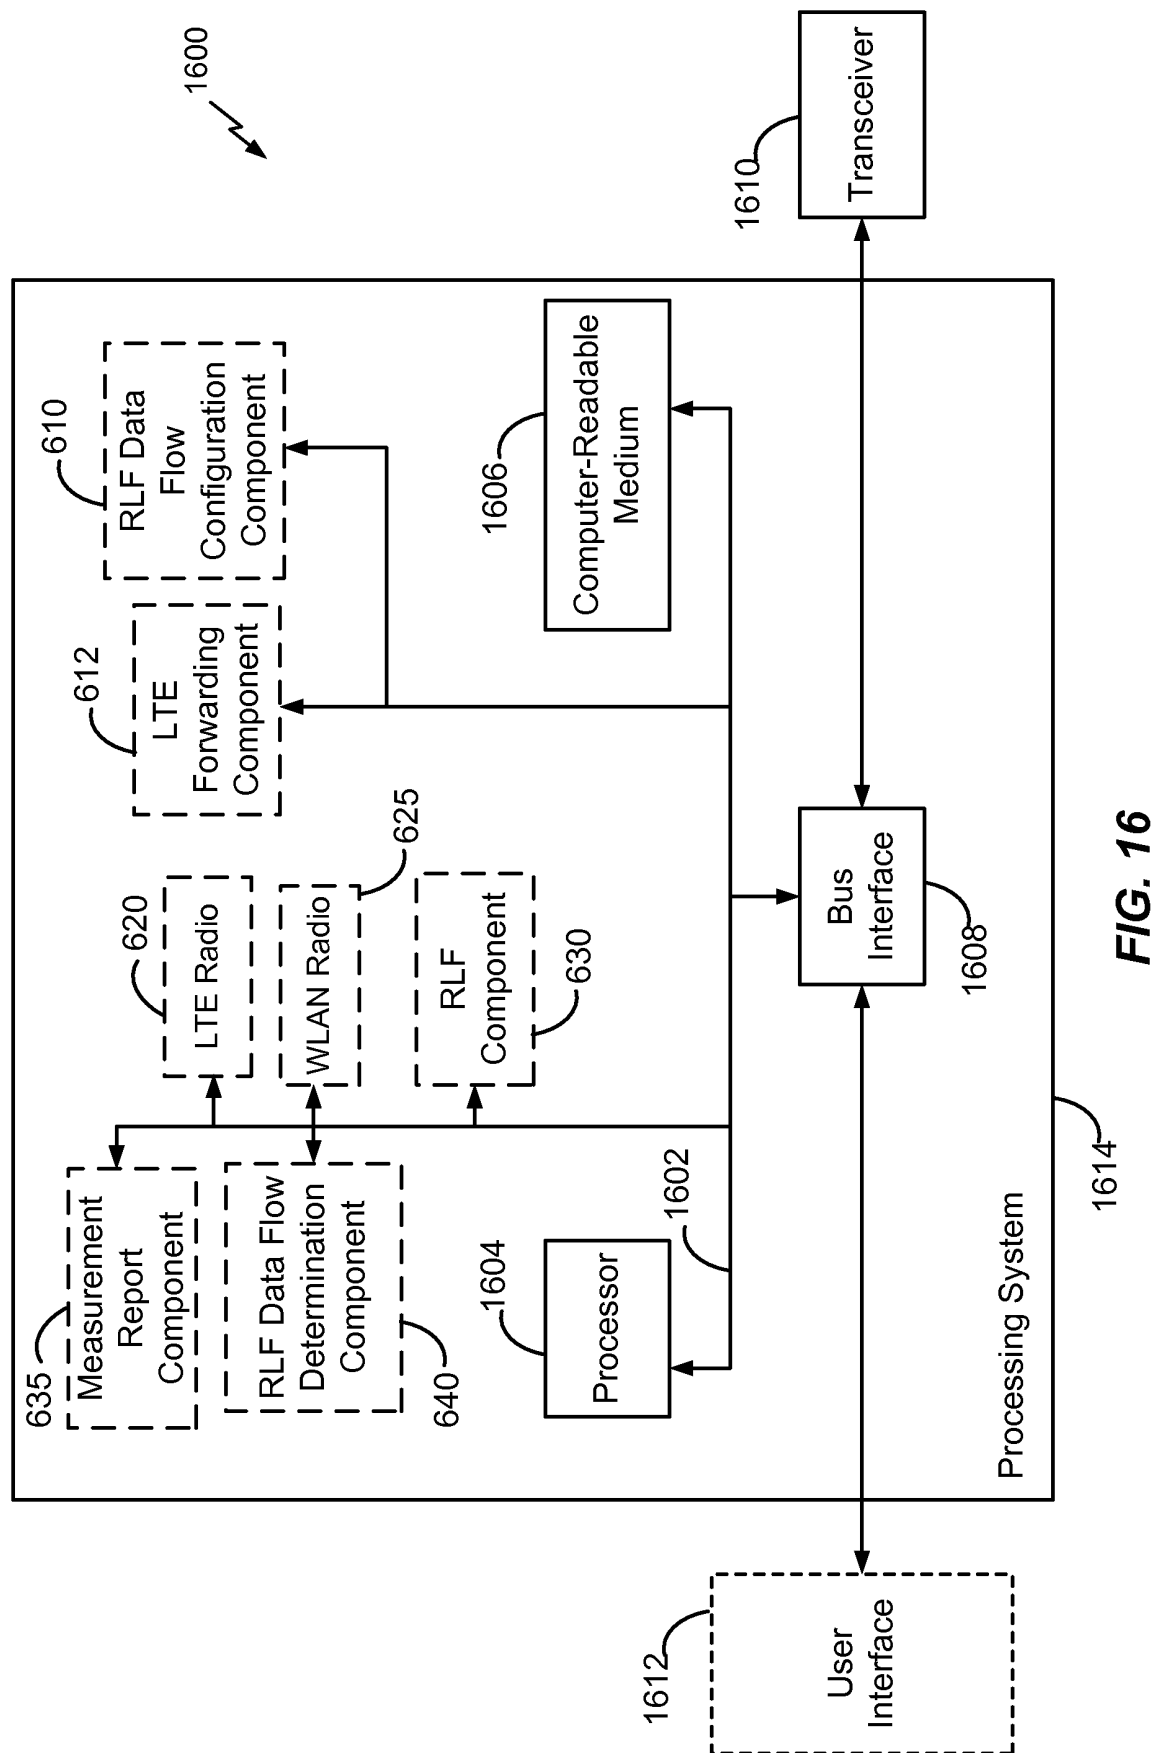 1600
635
Measurement
Report
Component
620
LTE Radio
612
LTE
Forwarding
Component
610
RLF Data
Flow
Configuration
Component
RLF Data Flow
Determination
Component
640
WLAN Radio
625
RLF
Component
630
1604
Processor
1602
1606
Computer-Readable
Medium
1610
Transceiver
1612
User
Interface
Bus
Interface
1608
Processing System
1614
FIG. 16